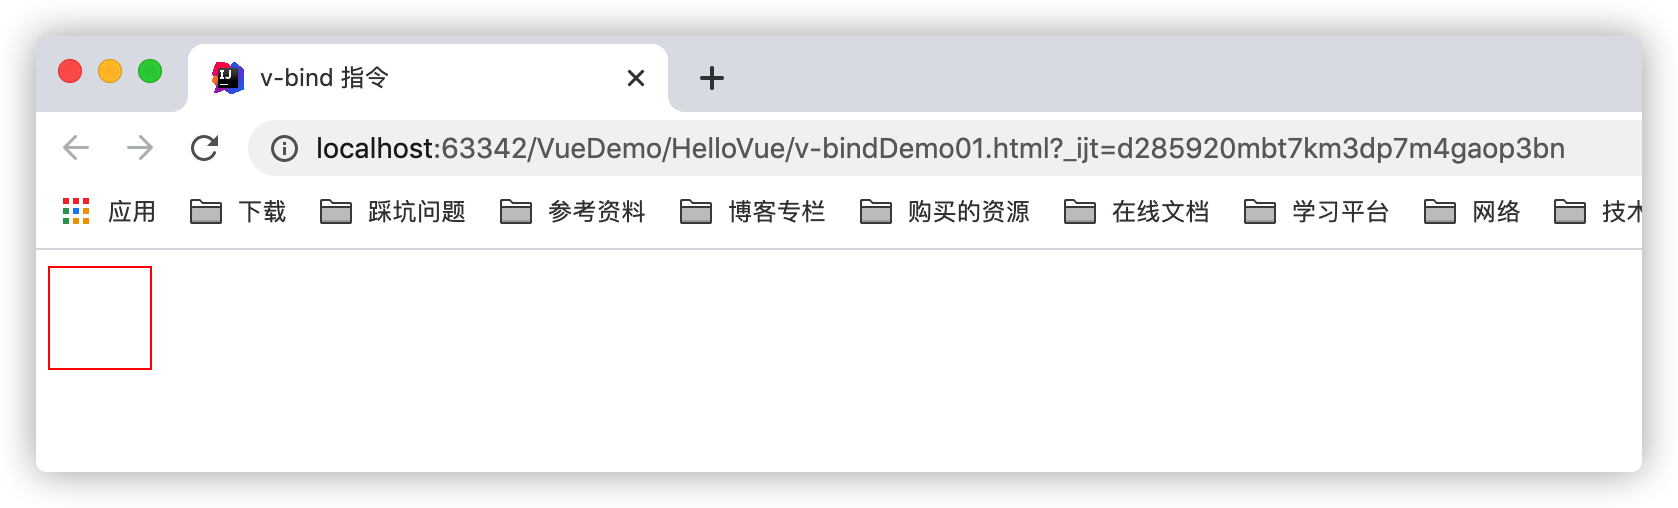 v-bind 指令
localhost:63342/VueDemo/HelloVue/v-bindDemo01.html?_ijt=d285920mbt7km3dp7m4gaop3bn
应用 下载 踩坑问题 参考资料 博客专栏 购买的资源 在线文档 学习平台 网络 技术